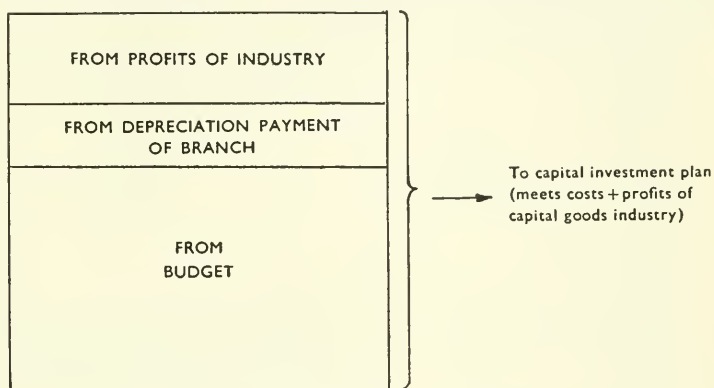 FROM PROFITS OF INDUSTRY
FROM DEPRECIATION PAYMENT
OF BRANCH
FROM
BUDGET
To capital investment plan
(meets costs + profits of
capital goods industry)